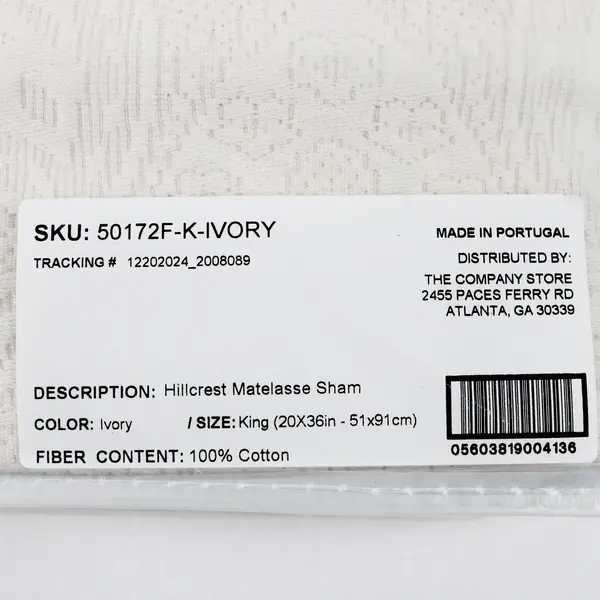 SKU: 50172F-K-IVORY
TRACKING # 12202024_2008089
MADE IN PORTUGAL
DISTRIBUTED BY:
THE COMPANY STORE
2455 PACES FERRY RD
ATLANTA, GA 30339
DESCRIPTION: Hillcrest Matelasse Sham
COLOR: Ivory / SIZE: King (20X36in - 51x91cm)
FIBER CONTENT: 100% Cotton
05603819004136